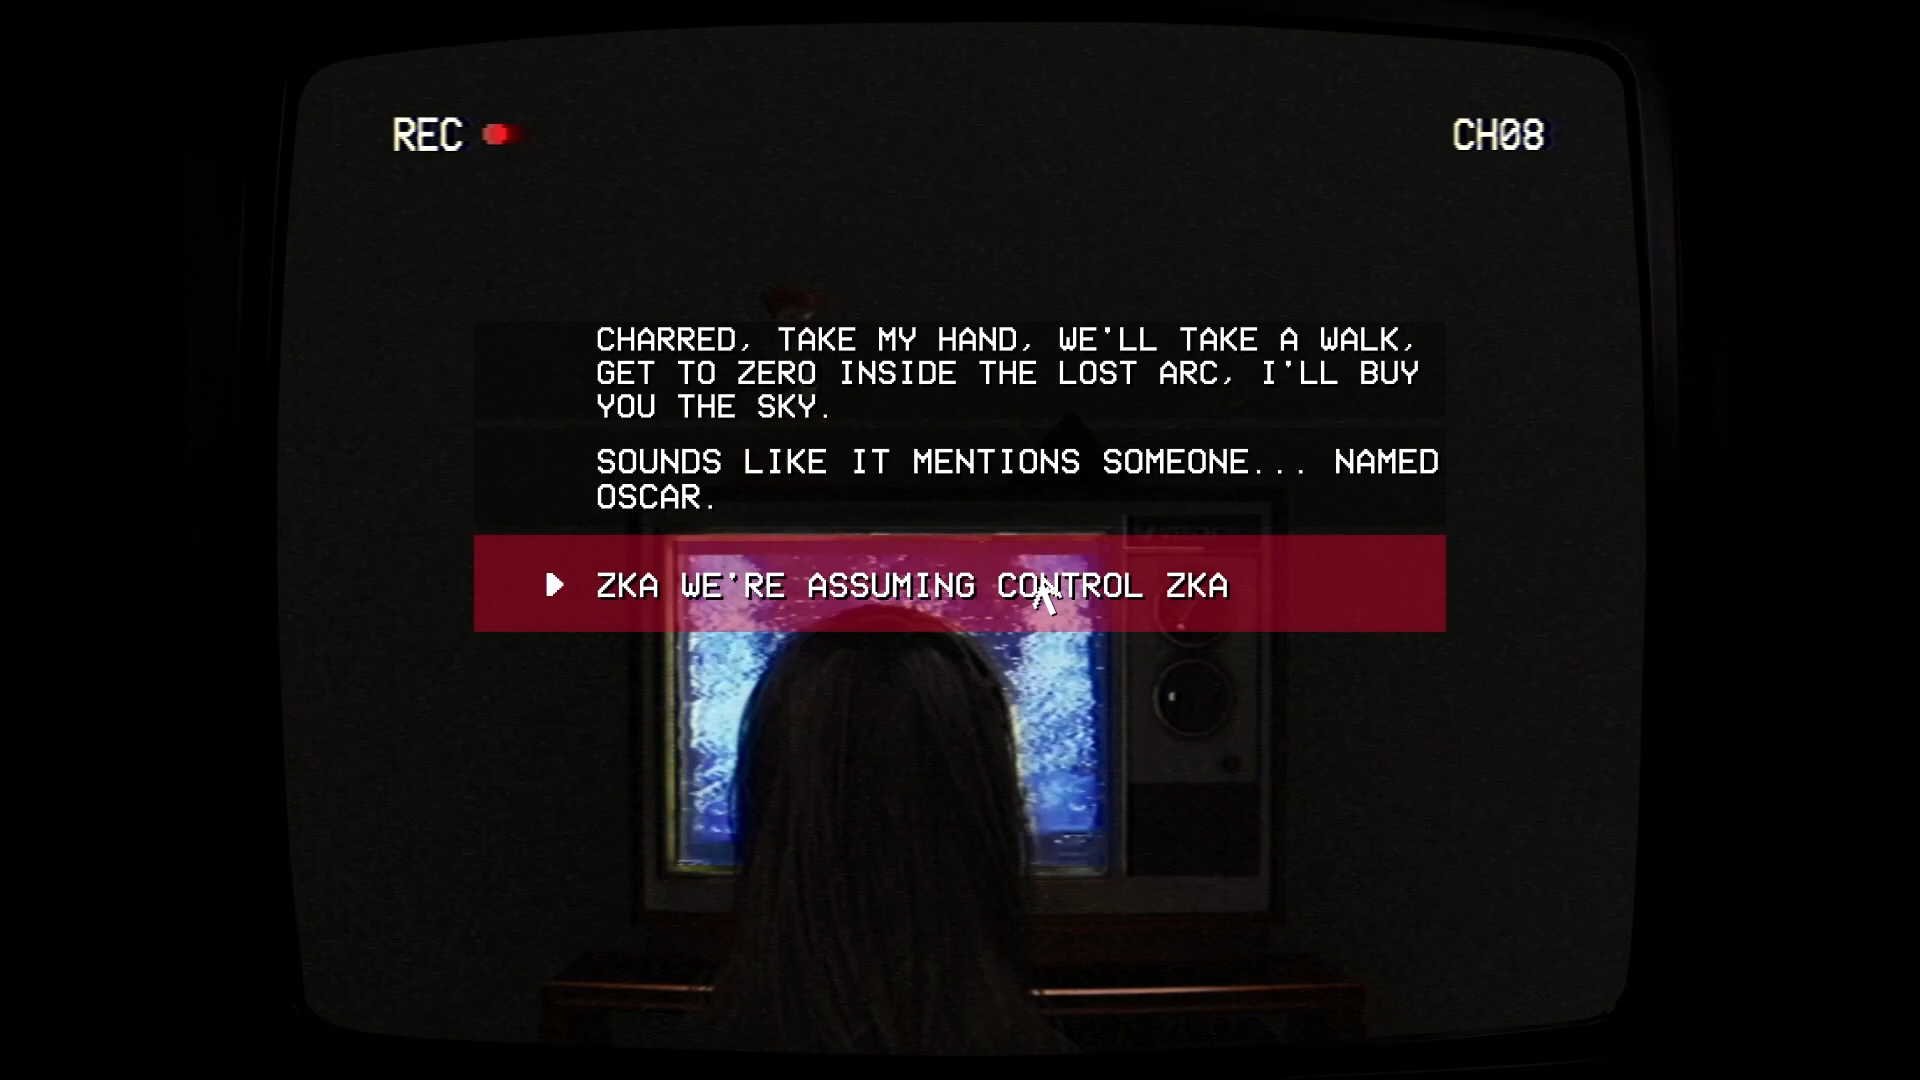 REC
CH08
CHARRED, TAKE MY HAND, WE'LL TAKE A WALK,
GET TO ZERO INSIDE THE LOST ARC, I'LL BUY
YOU THE SKY.
SOUNDS LIKE IT MENTIONS SOMEONE... NAMED
OSCAR.
ZKA WE'RE ASSUMING CONTROL ZKA